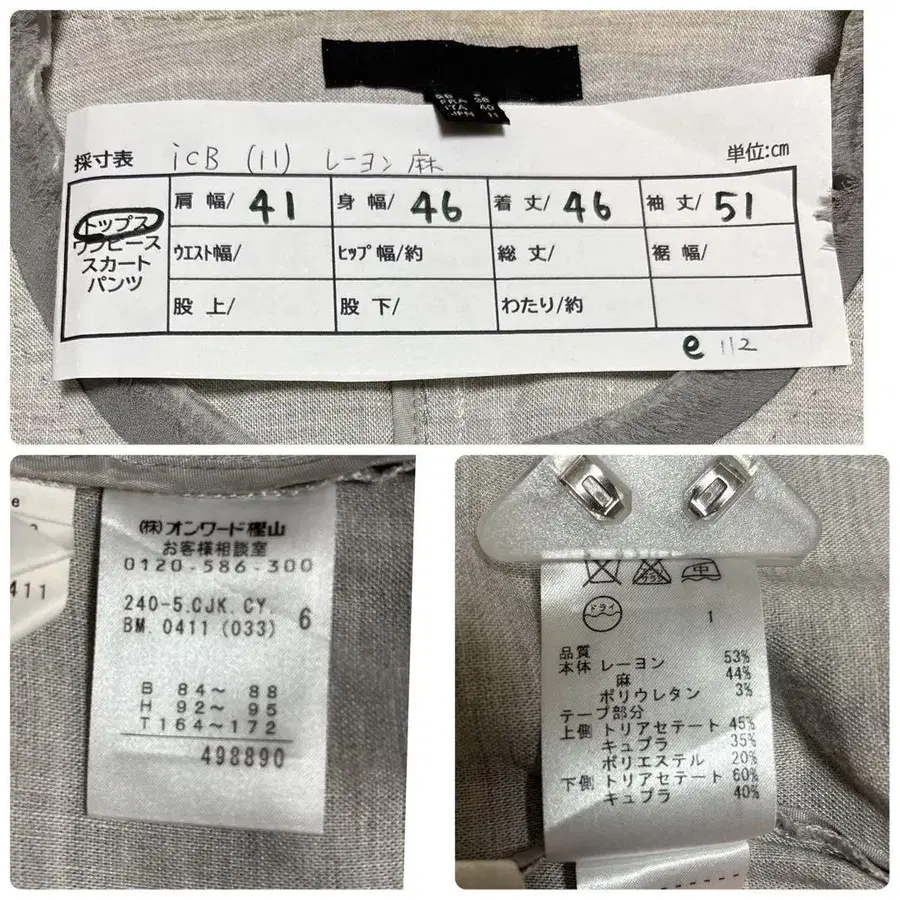 FRA 38
ITA 40
JPN 11
採寸表 iCB (11) レーヨン 麻 単位:cm
トップス
ワンピース
スカート
パンツ
肩 幅/ 41 身 幅/ 46 着 丈/ 46 袖 丈/ 51
ウエスト幅/ ヒップ幅/約 総 丈/ 裾 幅/
股 上/ 股 下/ わたり/約
e 112
e
411
(株)オンワード樫山
お客様相談室
0120-586-300
240-5.CJK.CY. 6
BM.0411(033)
B 84~ 88
H 92~ 95
T164~172
498890
ドライ
1
品質
本体 レーヨン 53%
麻 44%
ポリウレタン 3%
テープ部分
上側 トリアセテート 45%
キュプラ 35%
ポリエステル 20%
下側 トリアセテート 60%
キュプラ 40%